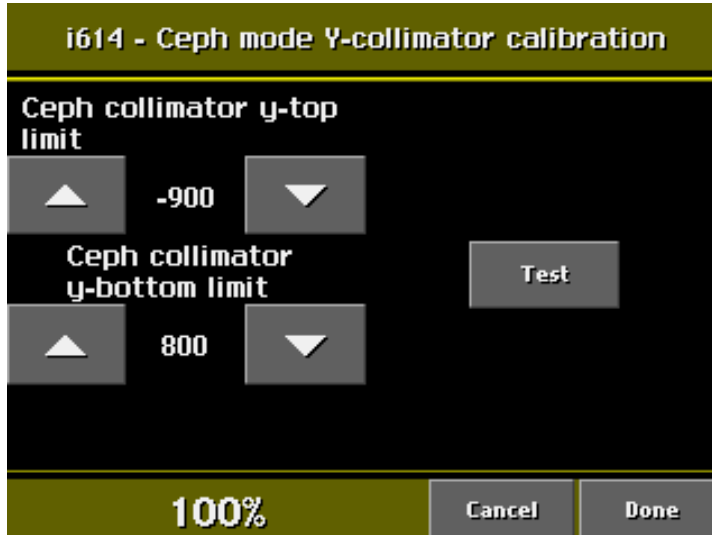 i614 - Ceph mode Y-collimator calibration
Ceph collimator y-top
limit
-900
Ceph collimator
y-bottom limit
Test
800
100%
Cancel
Done